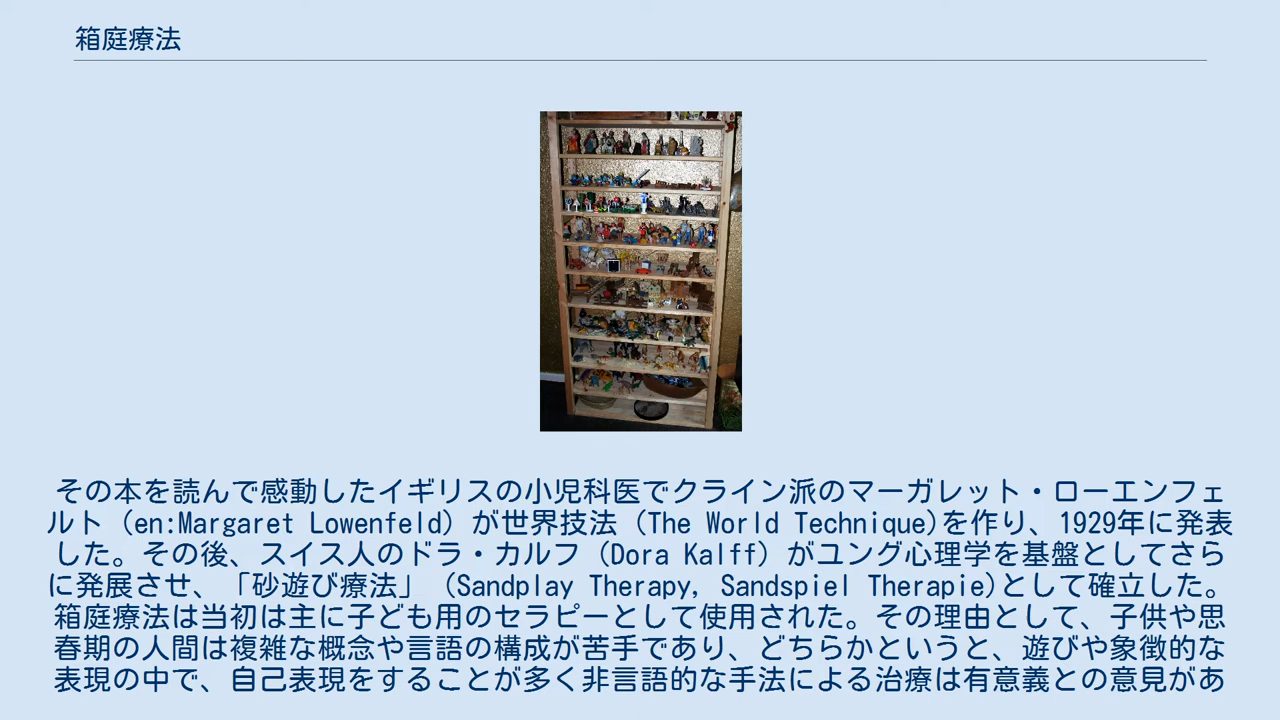 箱庭療法
その本を読んで感動したイギリスの小児科医でクライン派のマーガレット・ローエンフェ
ルト（en:Margaret Lowenfeld）が世界技法（The World Technique)を作り、1929年に発表
した。その後、スイス人のドラ・カルフ（Dora Kalff）がユング心理学を基盤としてさら
に発展させ、「砂遊び療法」（Sandplay Therapy, Sandspiel Therapie)として確立した。
箱庭療法は当初は主に子ども用のセラピーとして使用された。その理由として、子供や思
春期の人間は複雑な概念や言語の構成が苦手であり、どちらかというと、遊びや象徴的な
表現の中で、自己表現をすることが多く非言語的な手法による治療は有意義との意見があ